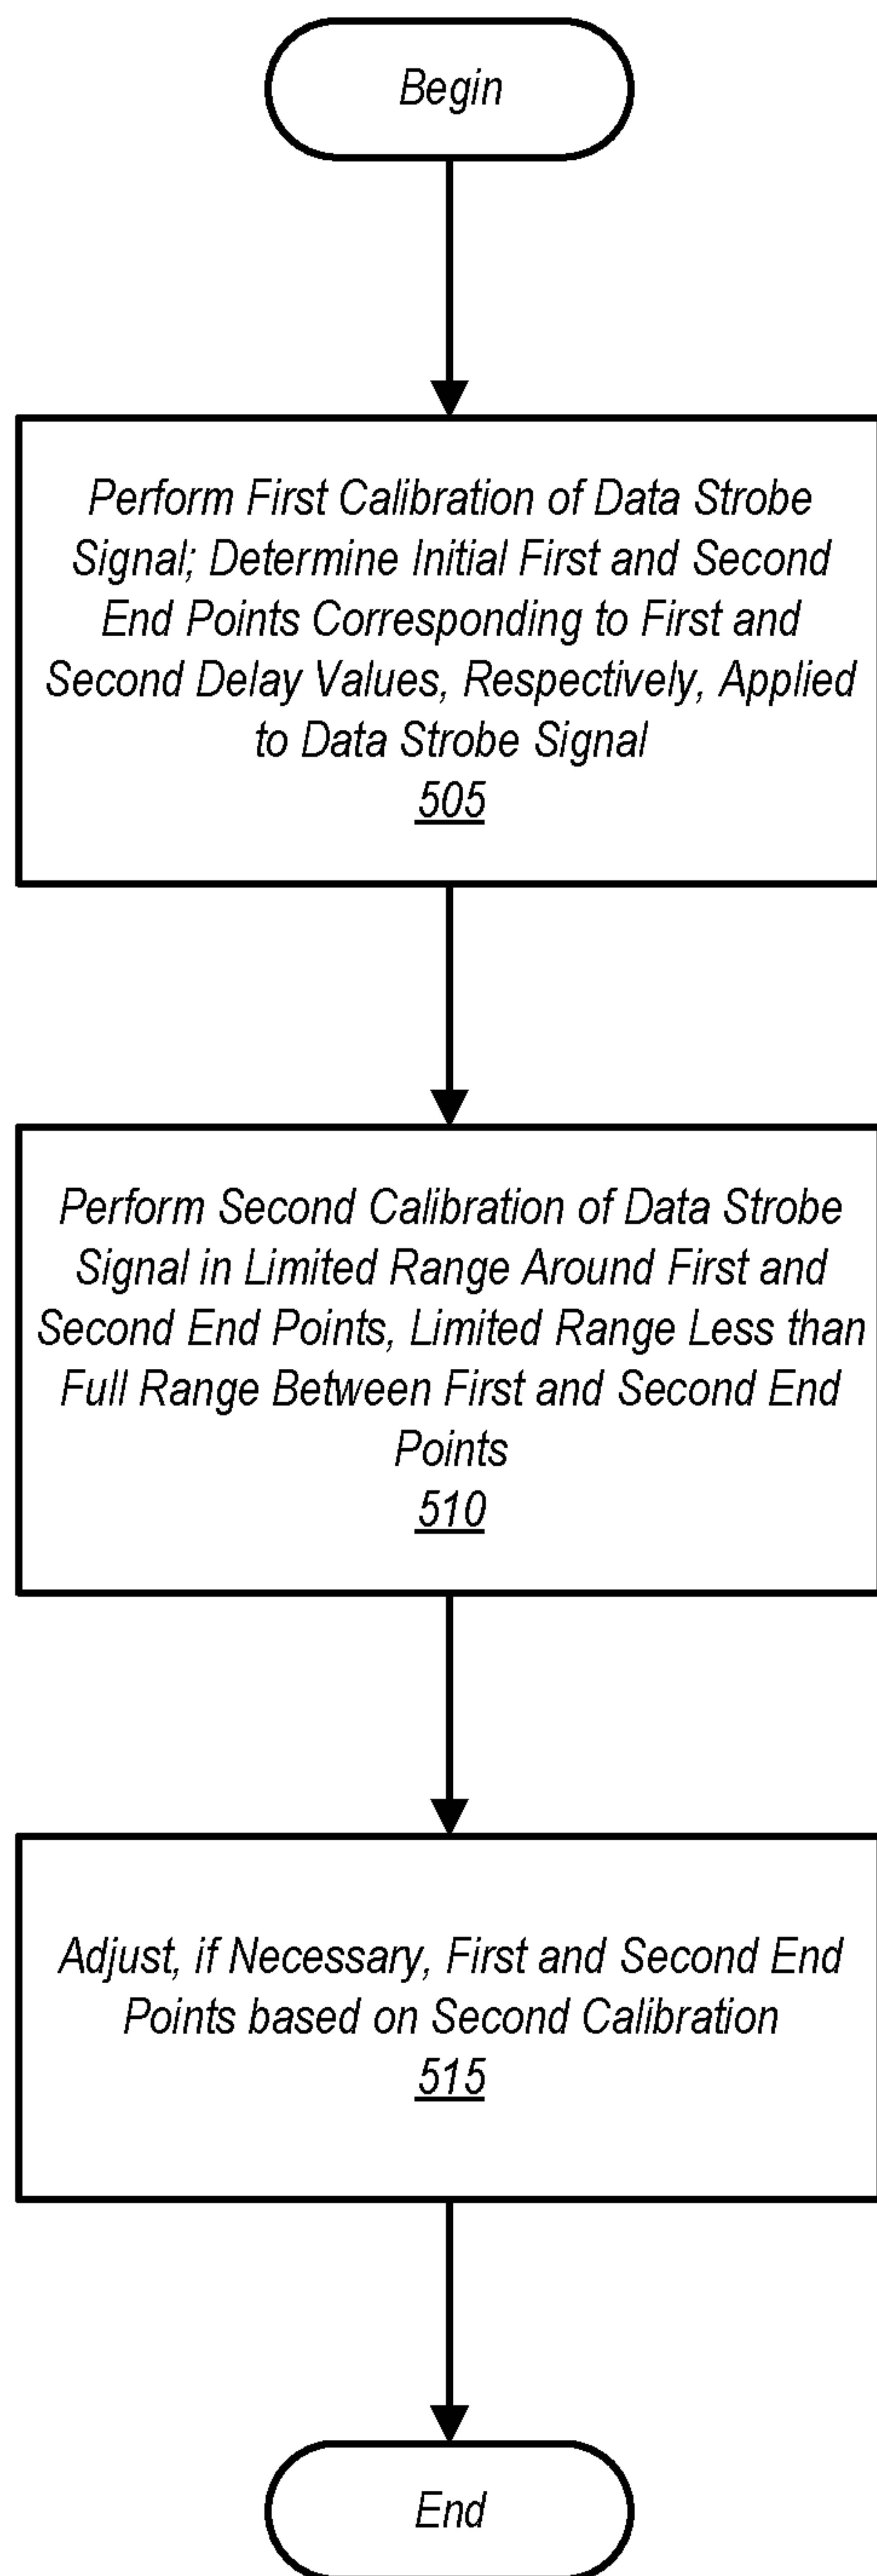 Begin
Perform First Calibration of Data Strobe
Signal; Determine Initial First and Second
End Points Corresponding to First and
Second Delay Values, Respectively, Applied
to Data Strobe Signal
505
Perform Second Calibration of Data Strobe
Signal in Limited Range Around First and
Second End Points, Limited Range Less than
Full Range Between First and Second End
Points
510
Adjust, if Necessary, First and Second End
Points based on Second Calibration
515
End